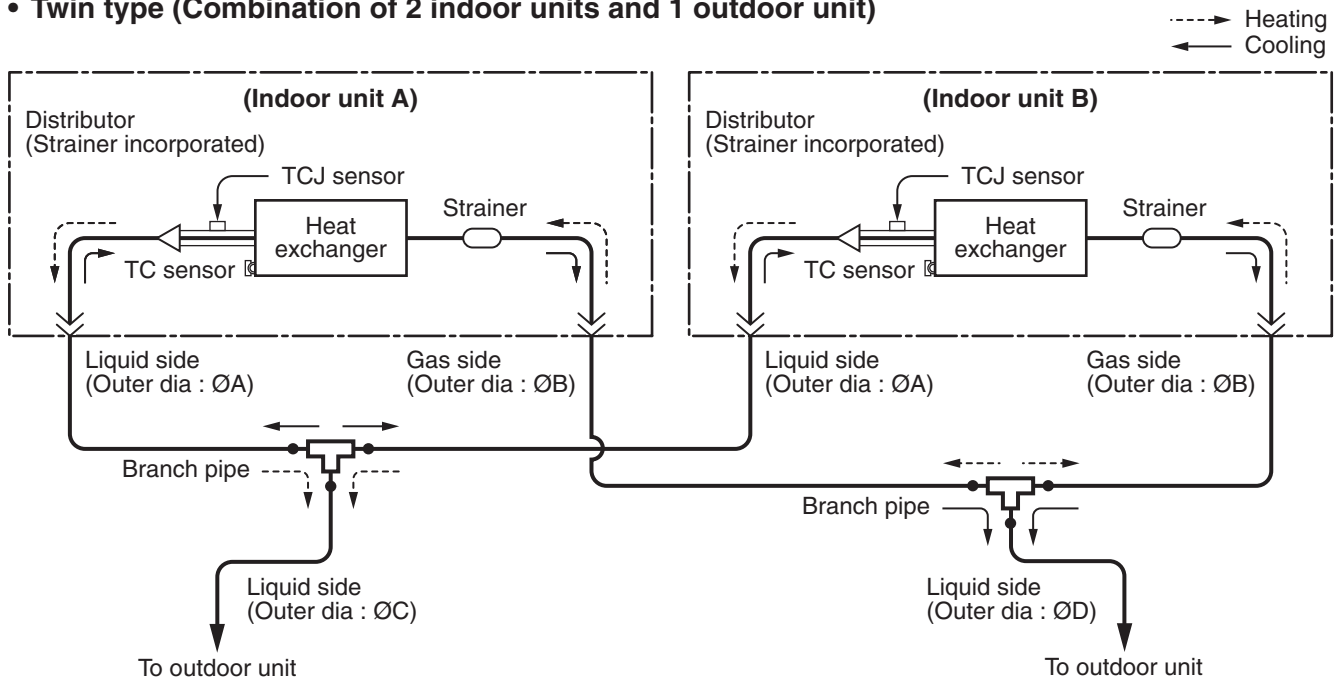 • Twin type (Combination of 2 indoor units and 1 outdoor unit)
Heating
Cooling
(Indoor unit A)
Distributor
(Strainer incorporated)
TCJ sensor
Heat
exchanger
Strainer
TC sensor
Liquid side
(Outer dia : ØA)
Gas side
(Outer dia : ØB)
(Indoor unit B)
Distributor
(Strainer incorporated)
TCJ sensor
Heat
exchanger
Strainer
TC sensor
Liquid side
(Outer dia : ØA)
Gas side
(Outer dia : ØB)
Branch pipe
Branch pipe
Liquid side
(Outer dia : ØC)
To outdoor unit
Liquid side
(Outer dia : ØD)
To outdoor unit